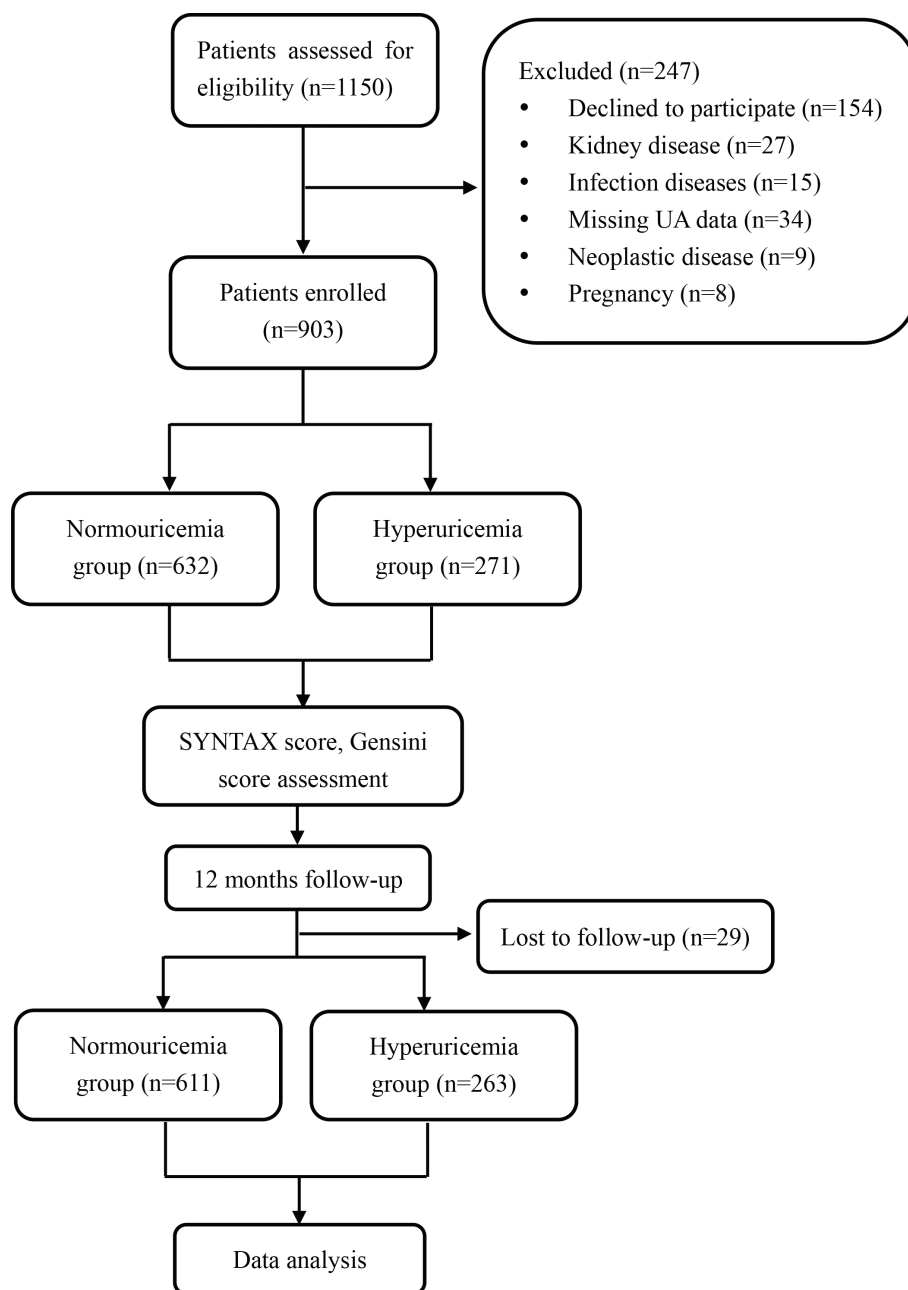 Patients assessed for
eligibility (n=1150)
Excluded (n=247)
• Declined to participate (n=154)
• Kidney disease (n=27)
• Infection diseases (n=15)
• Missing UA data (n=34)
• Neoplastic disease (n=9)
• Pregnancy (n=8)
Patients enrolled
(n=903)
Normouricemia
group (n=632)
Hyperuricemia
group (n=271)
SYNTAX score, Gensini
score assessment
12 months follow-up
Lost to follow-up (n=29)
Normouricemia
group (n=611)
Hyperuricemia
group (n=263)
Data analysis